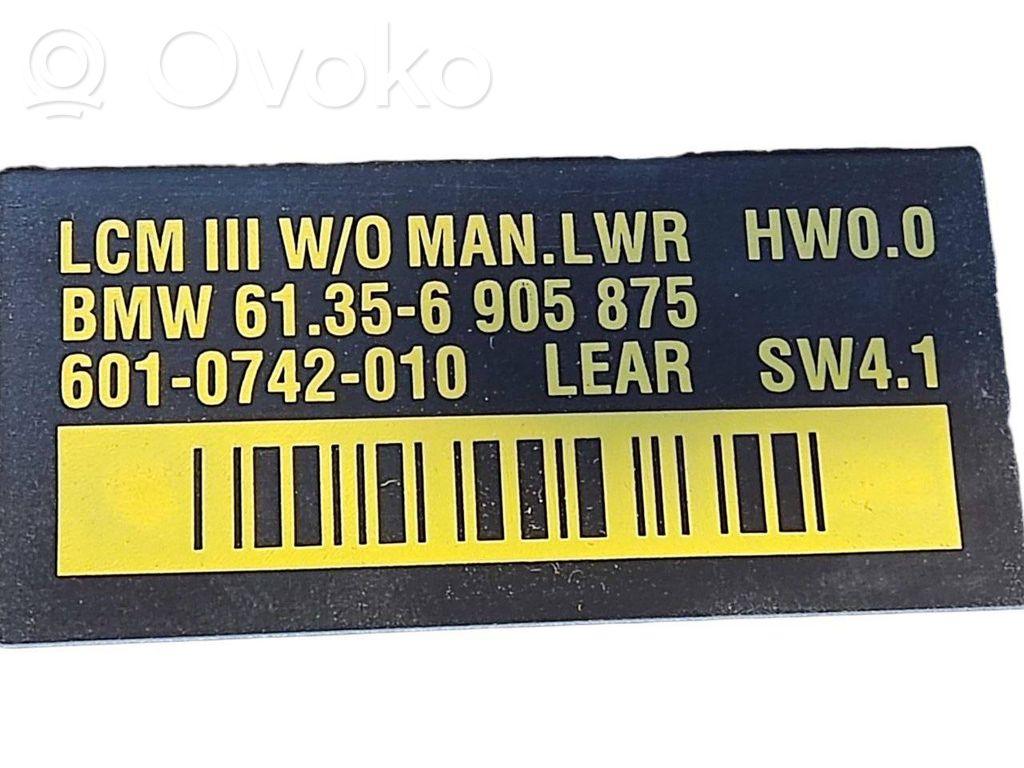 Ovoko
LCM III W/O MAN.LWR HW0.0
BMW 61.35-6 905 875
601-0742-010 LEAR SW4.1